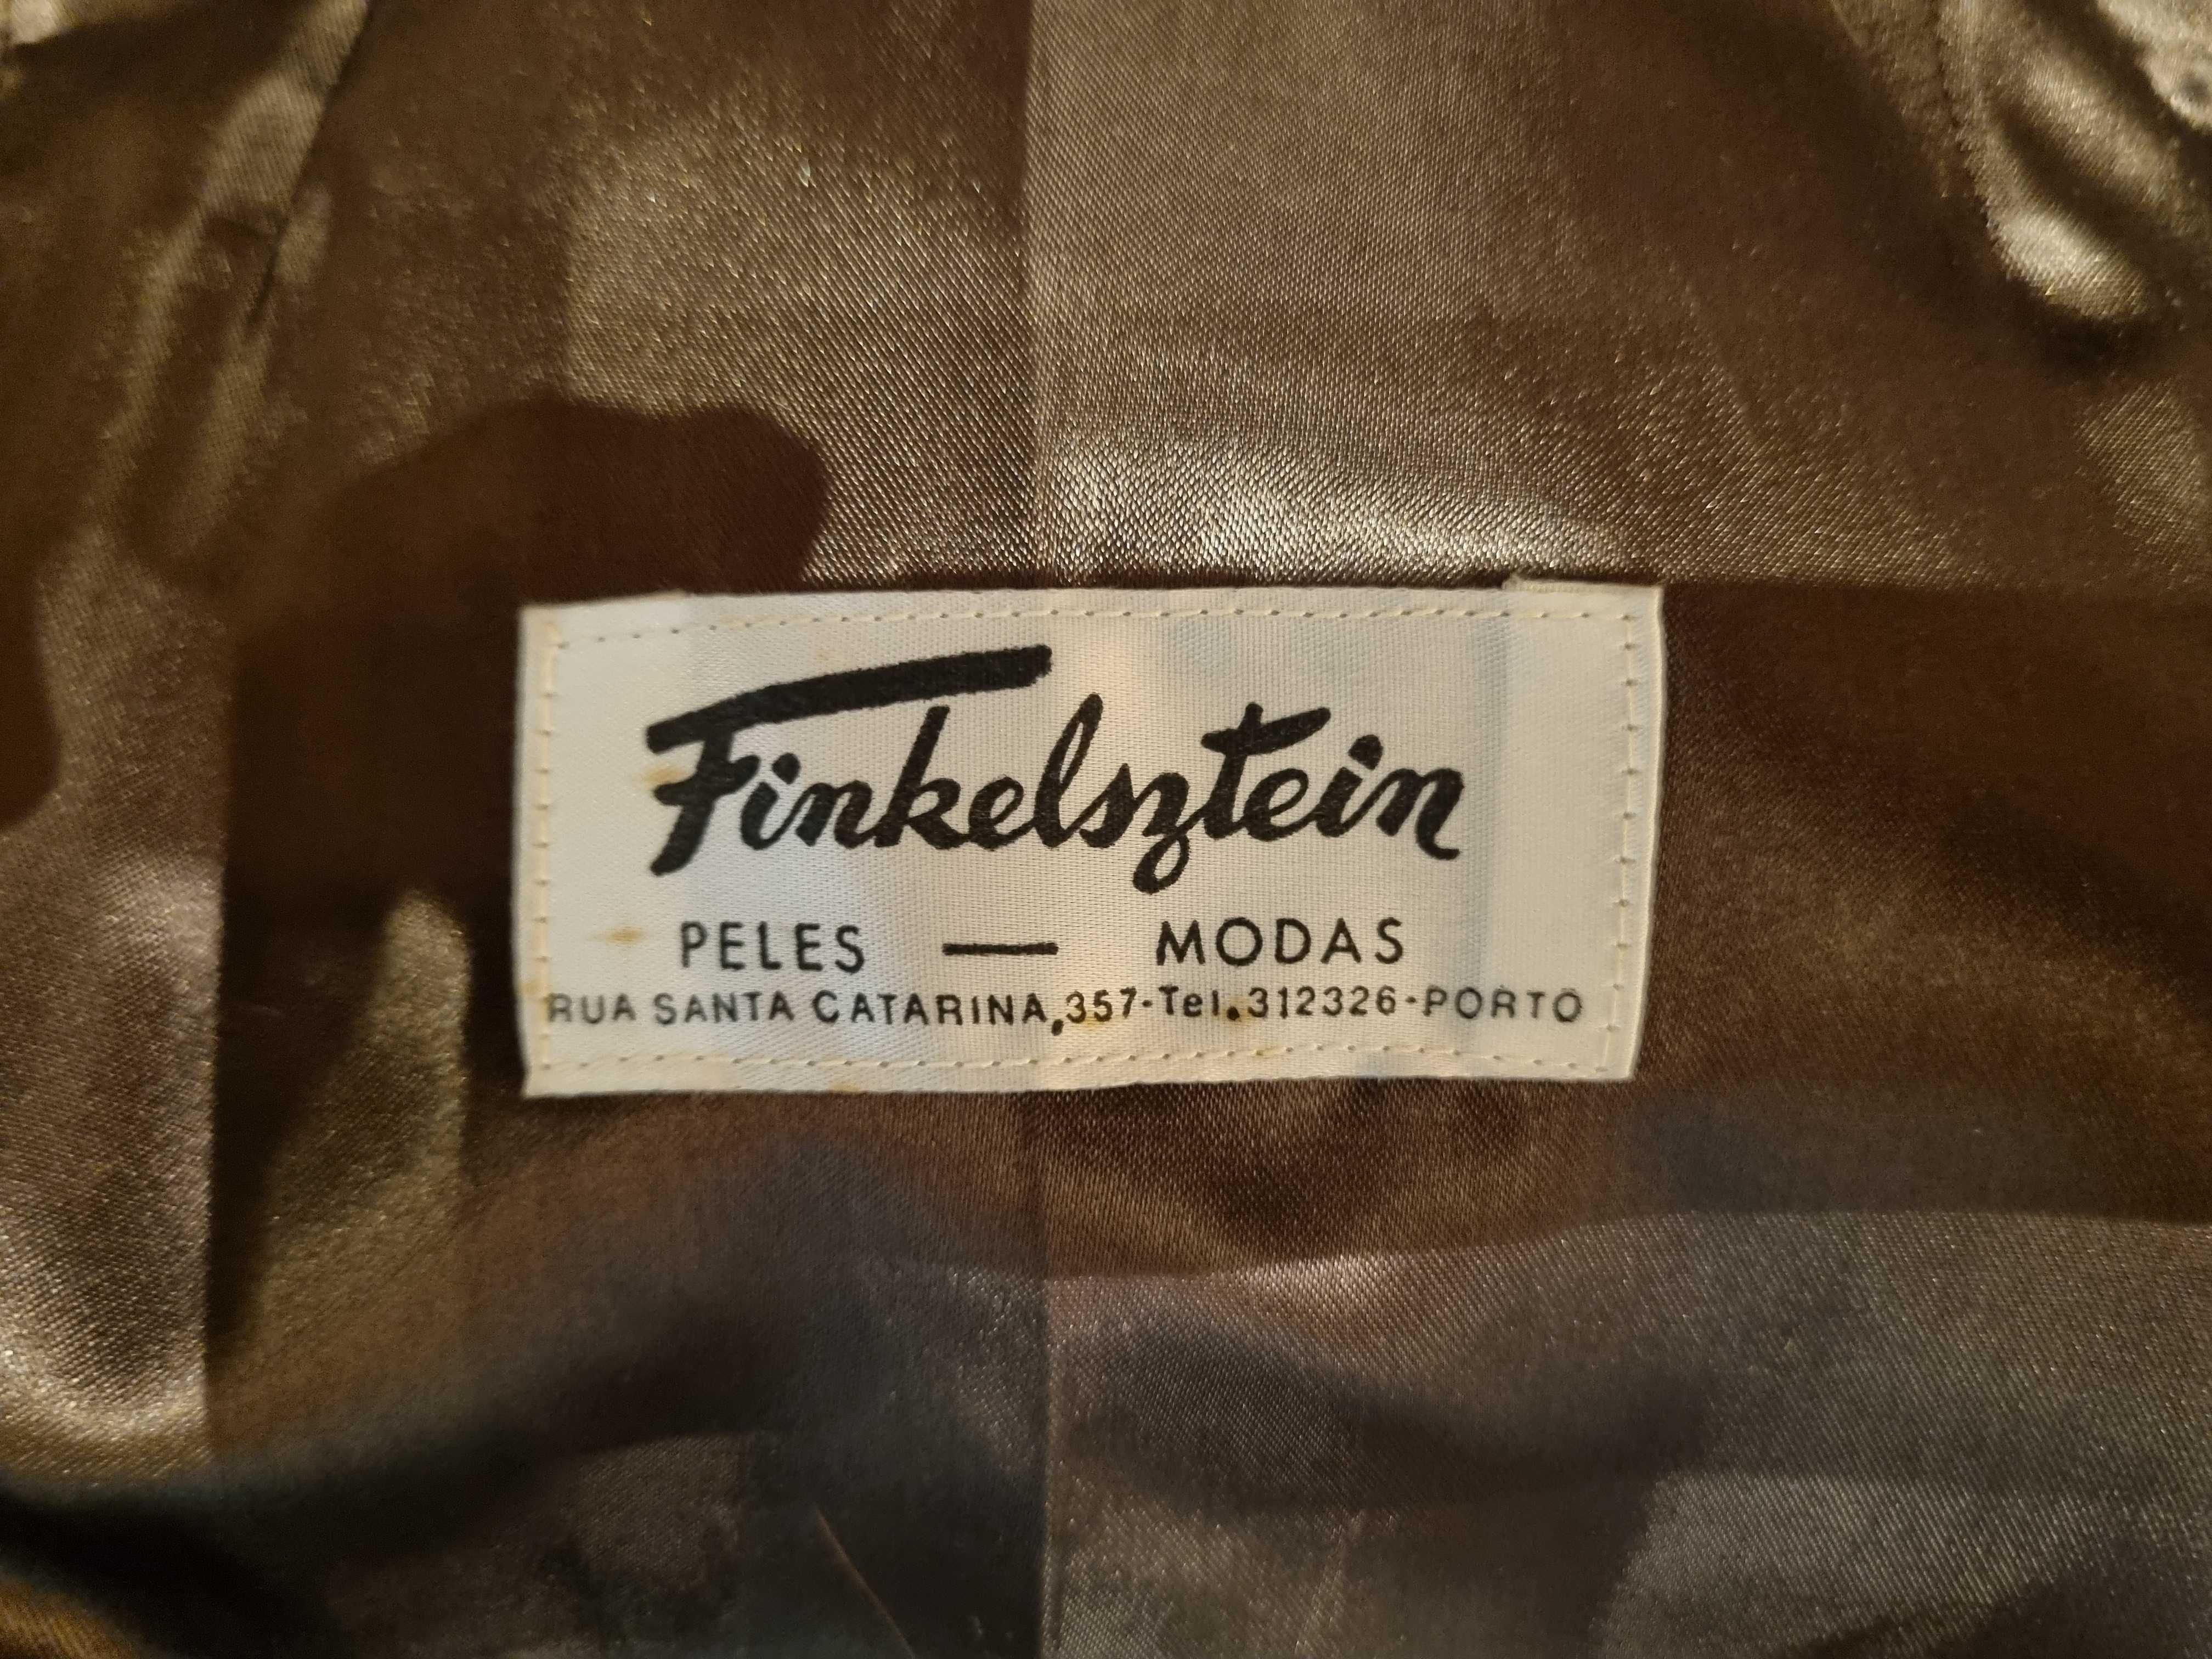 Finkelsztein
PELES — MODAS
RUA SANTA CATARINA,357-Tel.312326-PORTO